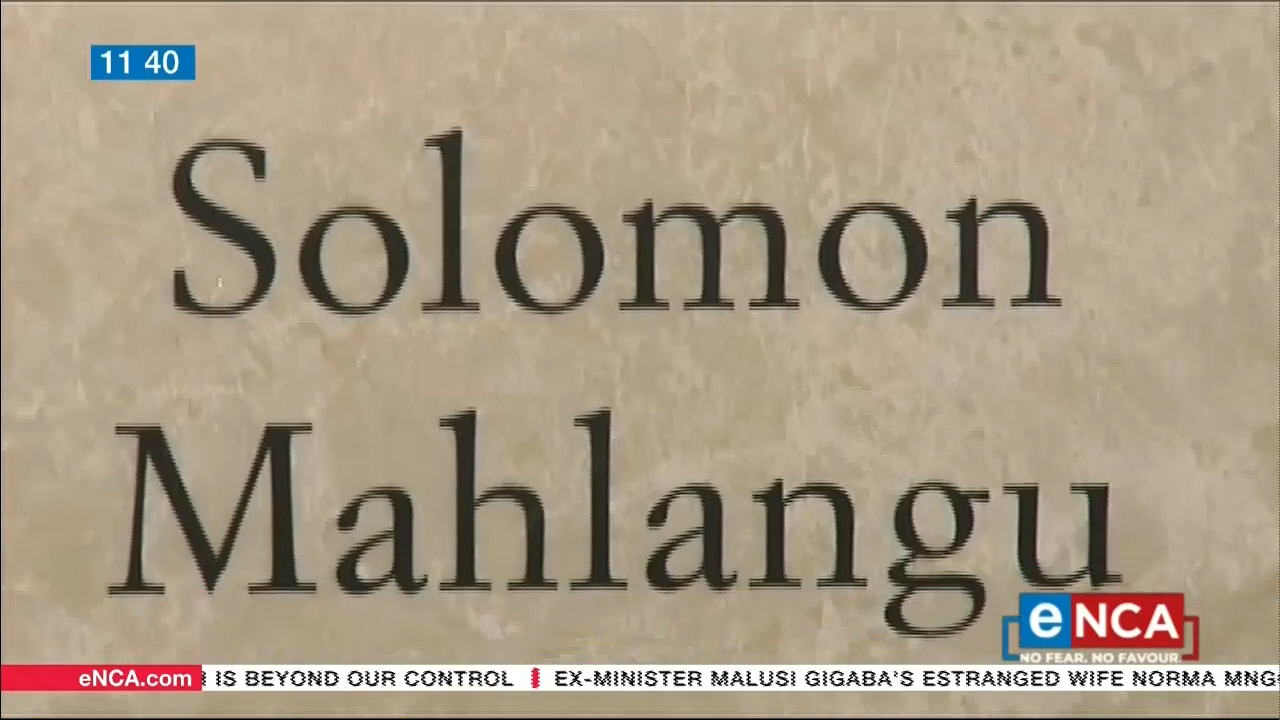 11 40
Solomon
Mahlangu
eNCA
NO FEAR. NO FAVOUR.
eNCA.com IS BEYOND OUR CONTROL EX-MINISTER MALUSI GIGABA'S ESTRANGED WIFE NORMA